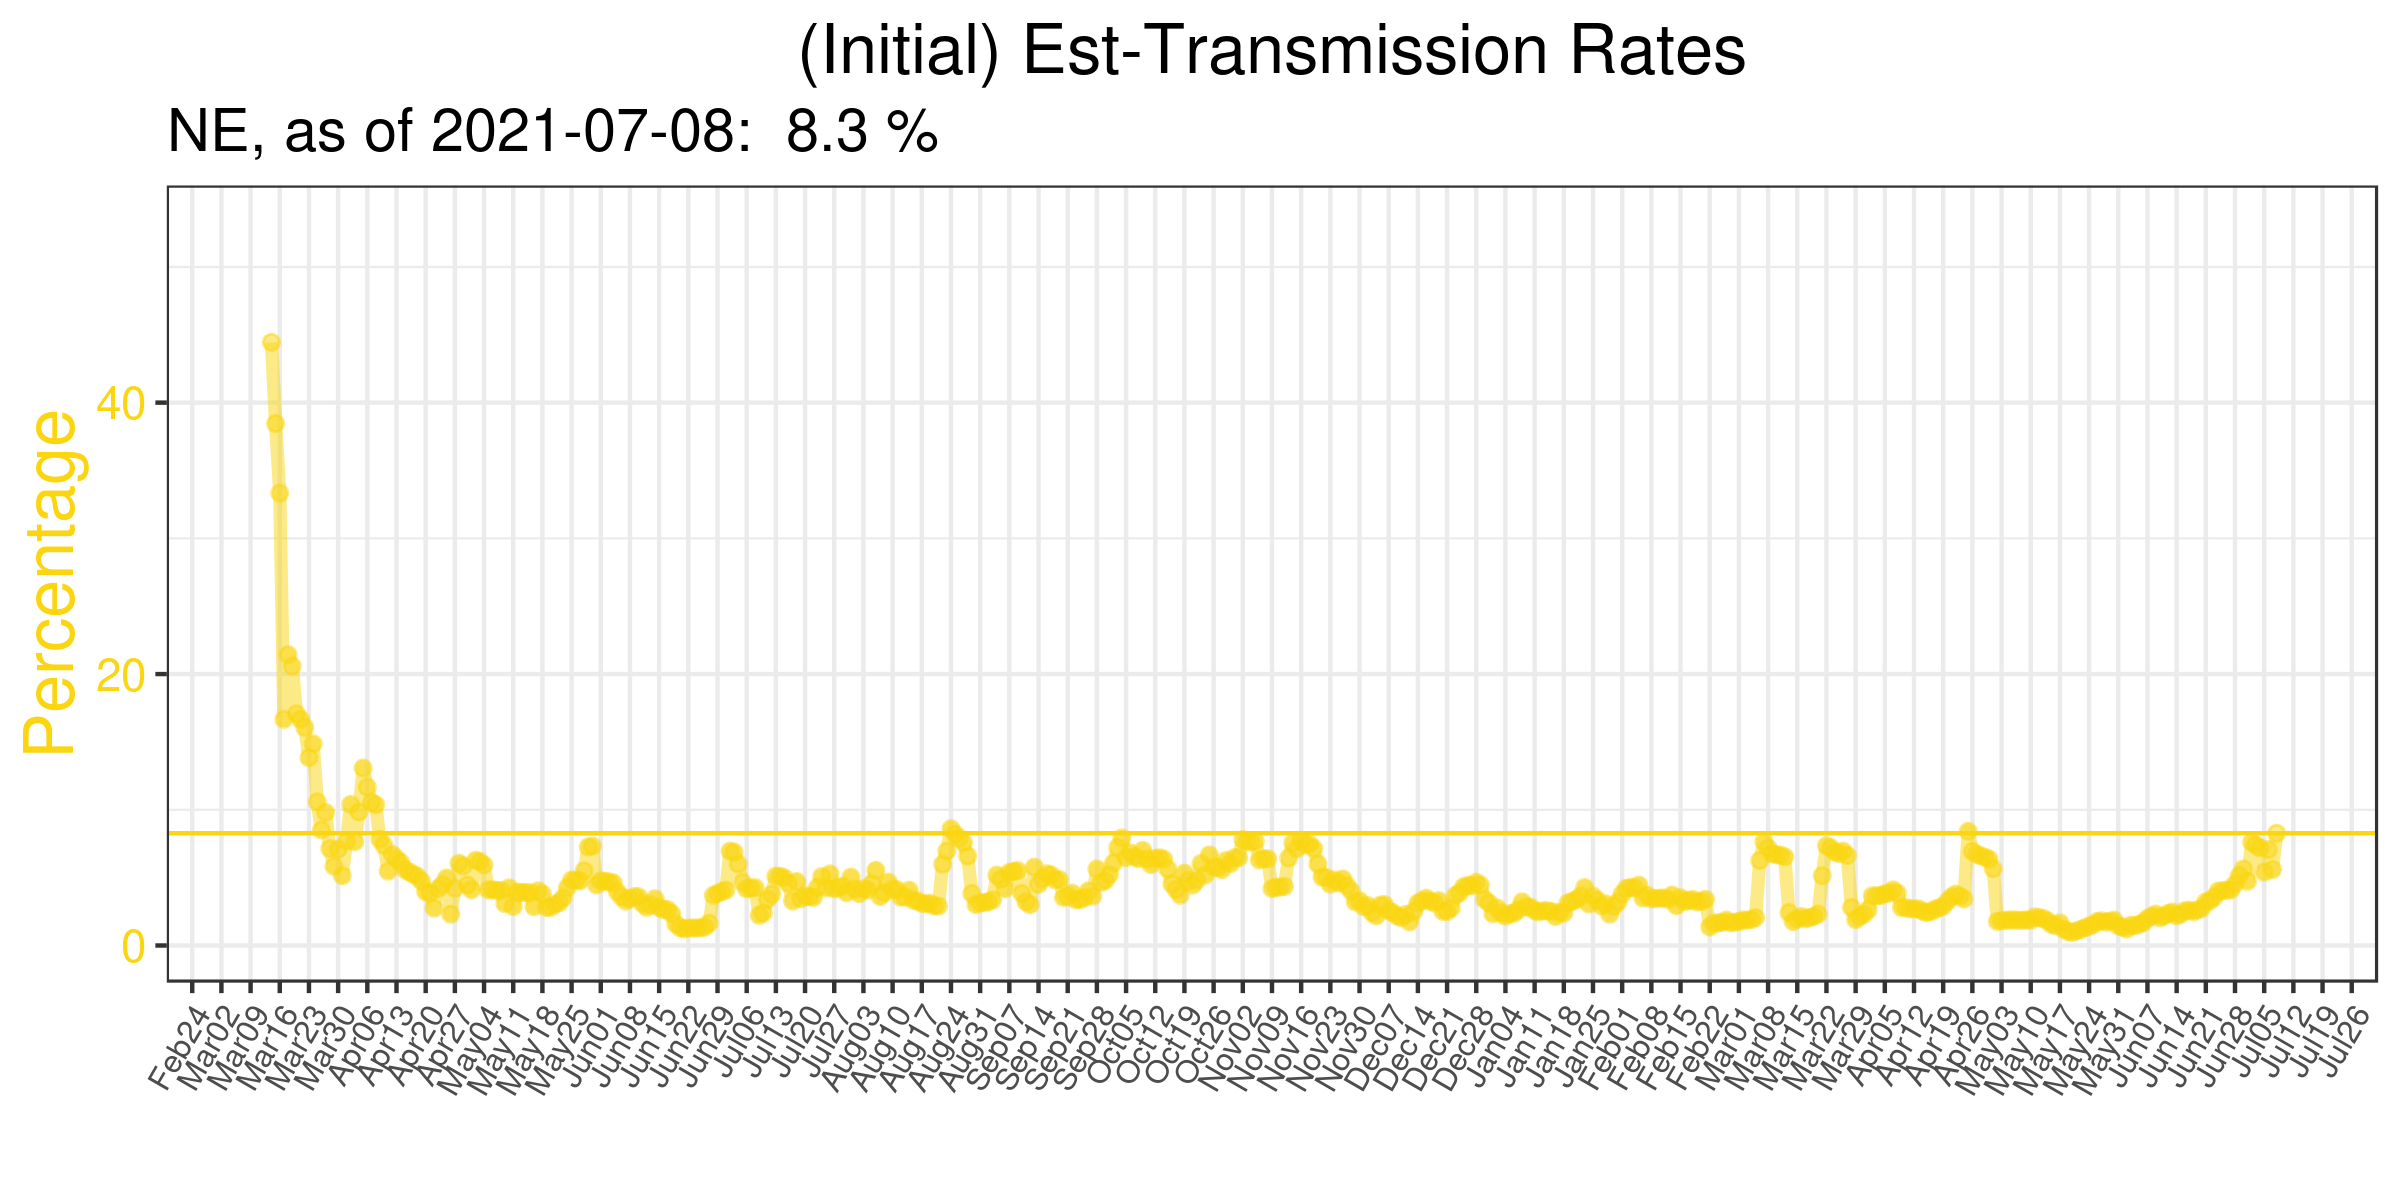 (Initial) Est-Transmission Rates
NE, as of 2021-07-08: 8.3 %
Percentage
40
20
0
Feb24
Mar02
Mar09
Mar16
Mar23
Mar30
Apr06
Apr13
Apr20
Apr27
May04
May11
May18
May25
Jun01
Jun08
Jun15
Jun22
Jun29
Jul06
Jul13
Jul20
Jul27
Aug03
Aug10
Aug17
Aug24
Aug31
Sep07
Sep14
Sep21
Sep28
Oct05
Oct12
Oct19
Oct26
Nov02
Nov09
Nov16
Nov23
Nov30
Dec07
Dec14
Dec21
Dec28
Jan04
Jan11
Jan18
Jan25
Feb01
Feb08
Feb15
Feb22
Mar01
Mar08
Mar15
Mar22
Mar29
Apr05
Apr12
Apr19
Apr26
May03
May10
May17
May24
May31
Jun07
Jun14
Jun21
Jun28
Jul05
Jul12
Jul19
Jul26